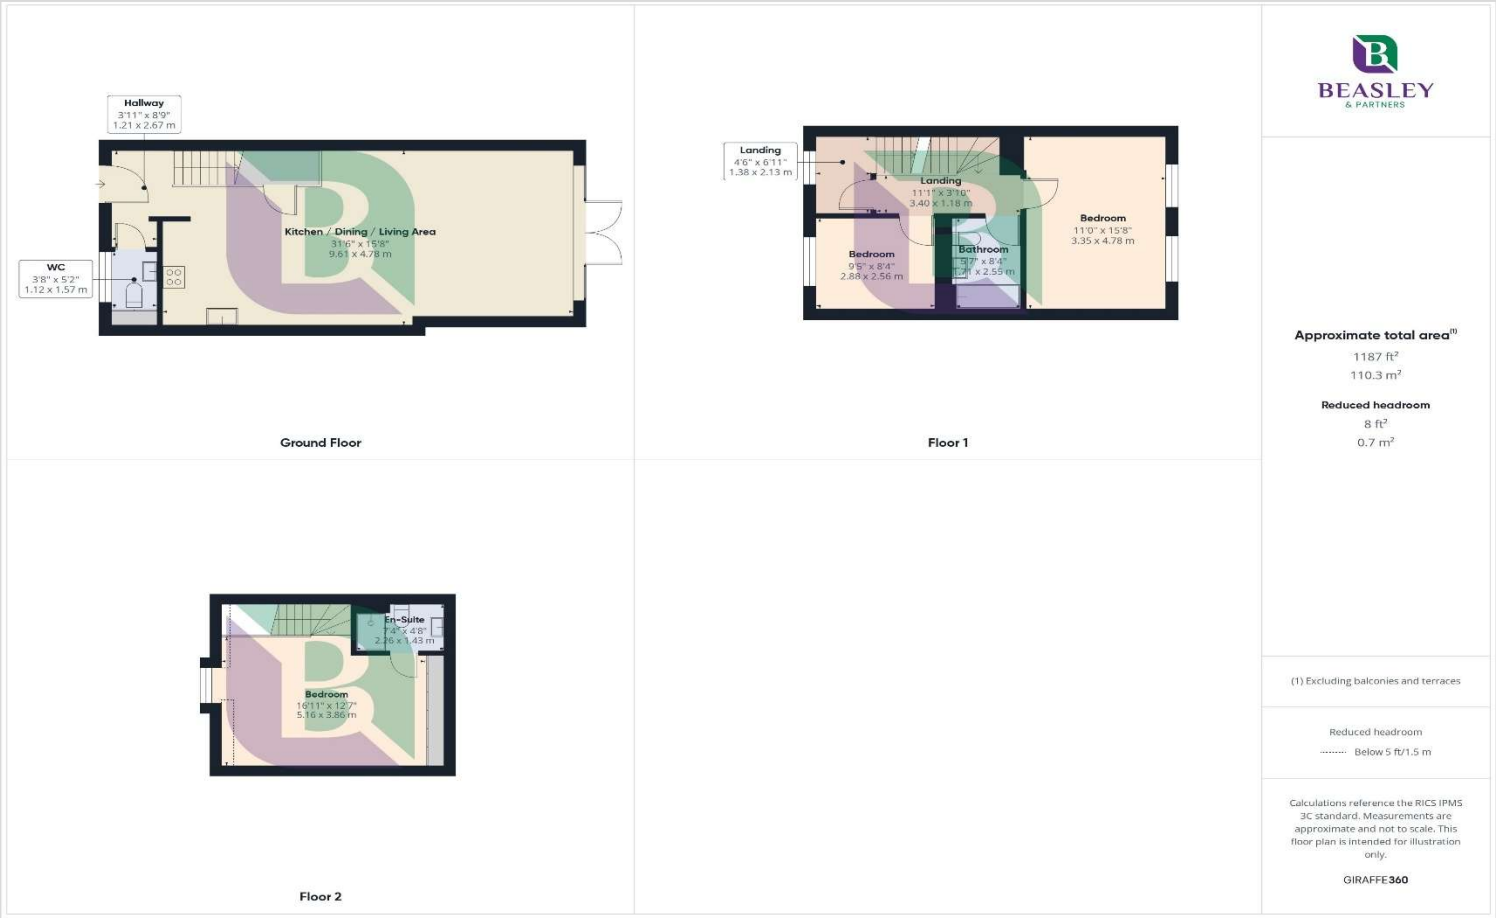 Hallway
3'11" x 8'9"
1.21 x 2.67 m
Kitchen / Dining / Living Area
31'6" x 15'8"
9.61 x 4.78 m
WC
3'8" x 5'2"
1.12 x 1.57 m
Ground Floor
Landing
4'6" x 6'11"
1.38 x 2.13 m
Landing
11'1" x 3'10"
3.40 x 1.18 m
Bedroom
11'0" x 15'8"
3.35 x 4.78 m
Bedroom
9'5" x 8'4"
2.88 x 2.56 m
Bathroom
5'7" x 8'4"
1.71 x 2.55 m
Floor 1
En-Suite
7'4" x 4'8"
2.26 x 1.43 m
Bedroom
16'11" x 12'7"
5.16 x 3.86 m
Floor 2
B
BEASLEY
& PARTNERS
Approximate total area(1)
1187 ft²
110.3 m²
Reduced headroom
8 ft²
0.7 m²
(1) Excluding balconies and terraces
Reduced headroom
Below 5 ft/1.5 m
Calculations reference the RICS IPMS
3C standard. Measurements are
approximate and not to scale. This
floor plan is intended for illustration
only.
GIRAFFE360